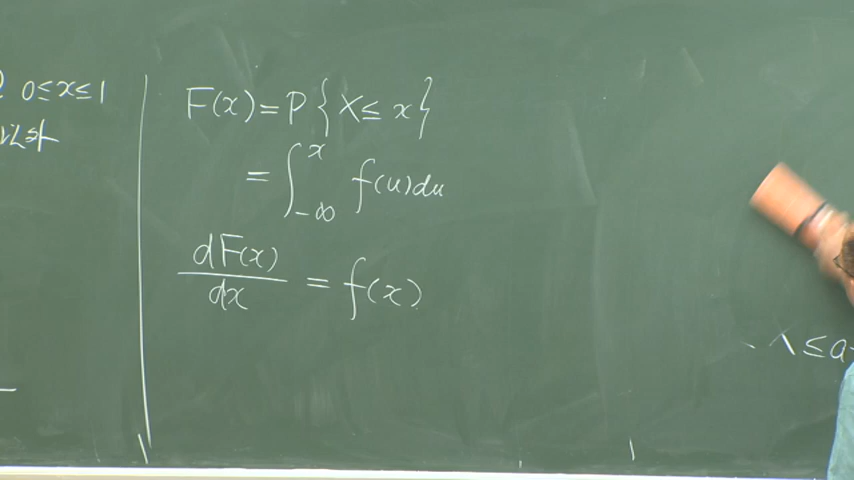 0≤x≤1
F(x)=P{X≤x}
=∫_{-∞}^{x} f(u)du
dF(x)/dx = f(x)
≤a